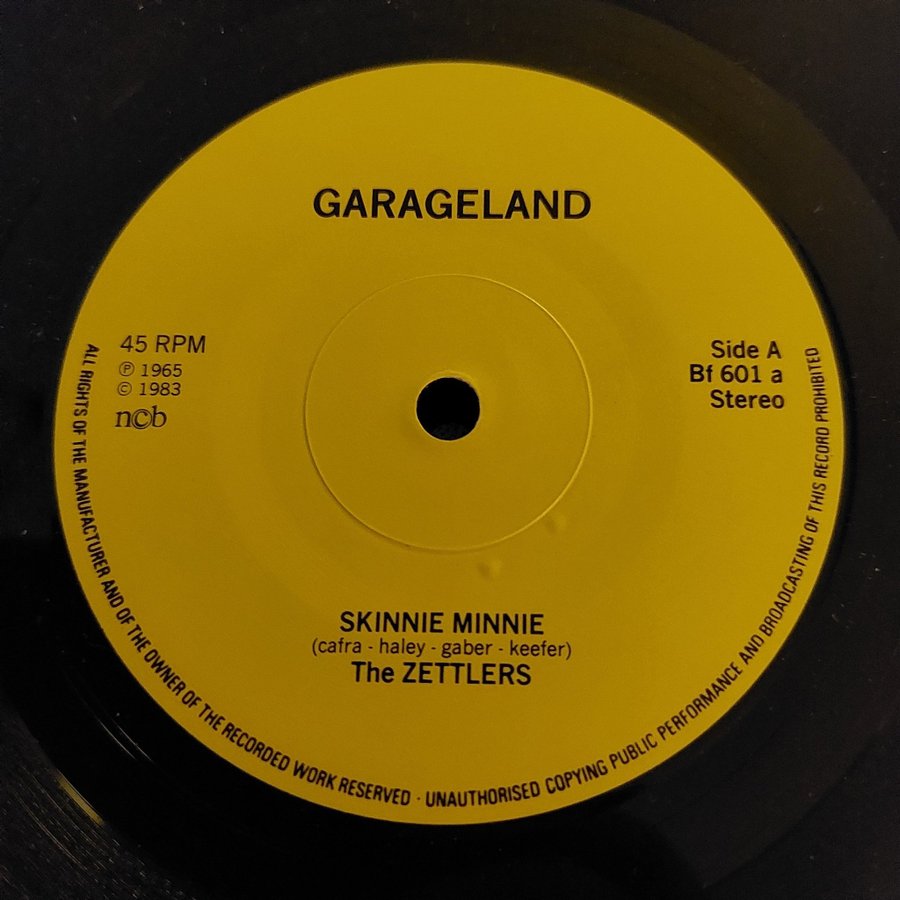 GARAGELAND
45 RPM
℗ 1965
© 1983
ncb
Side A
Bf 601 a
Stereo
SKINNIE MINNIE
(cafra - haley - gaber - keefer)
The ZETTLERS
ALL RIGHTS OF THE MANUFACTURER AND OF THE OWNER OF THE RECORDED WORK RESERVED · UNAUTHORISED COPYING PUBLIC PERFORMANCE AND BROADCASTING OF THIS RECORD PROHIBITED